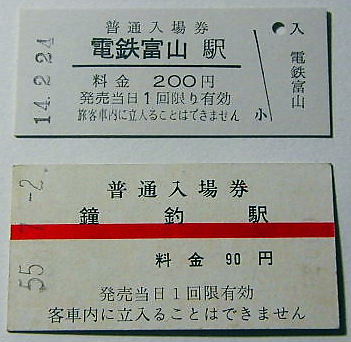 普通入場券
電鉄富山 駅
料金 200円
発売当日1回限り有効
旅客車内に立入ることはできません
14.2.24
小
入
電鉄富山
普通入場券
鐘釣駅
料金 90円
発売当日1回限有効
客車内に立入ることはできません